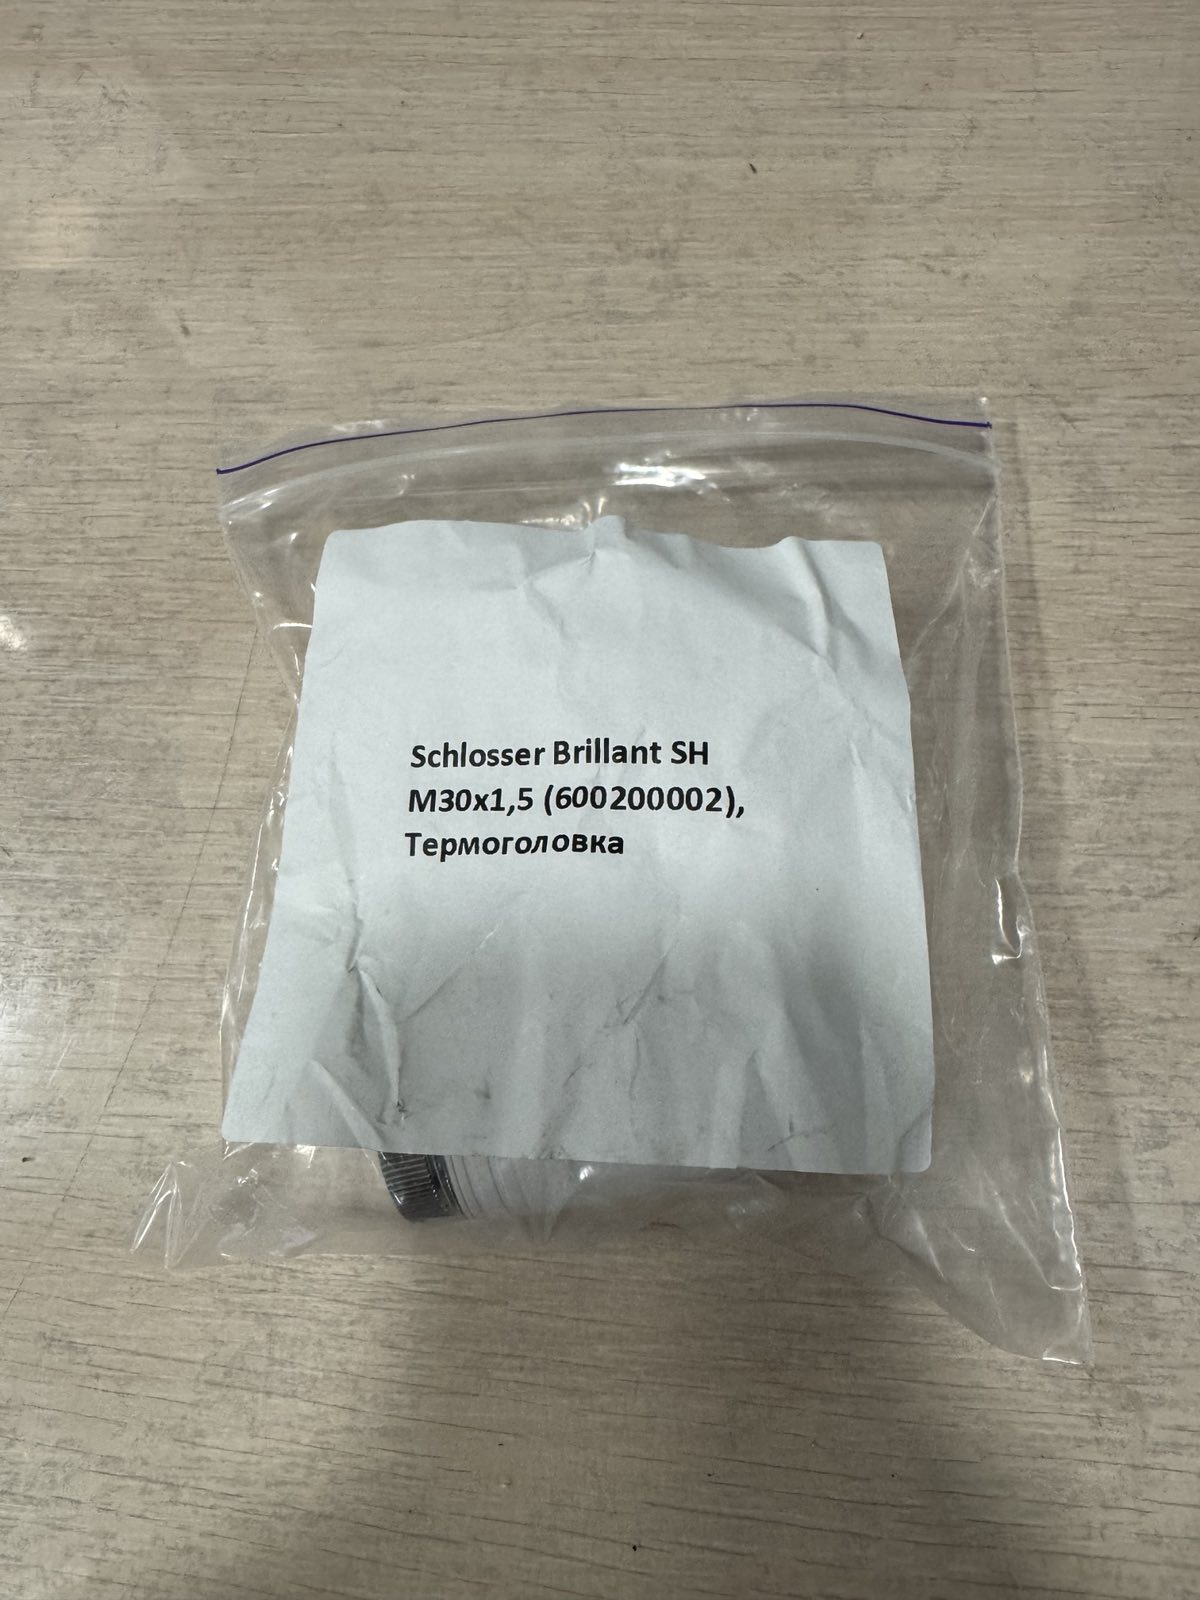 Schlosser Brillant SH
M30x1,5 (600200002),
Термоголовка